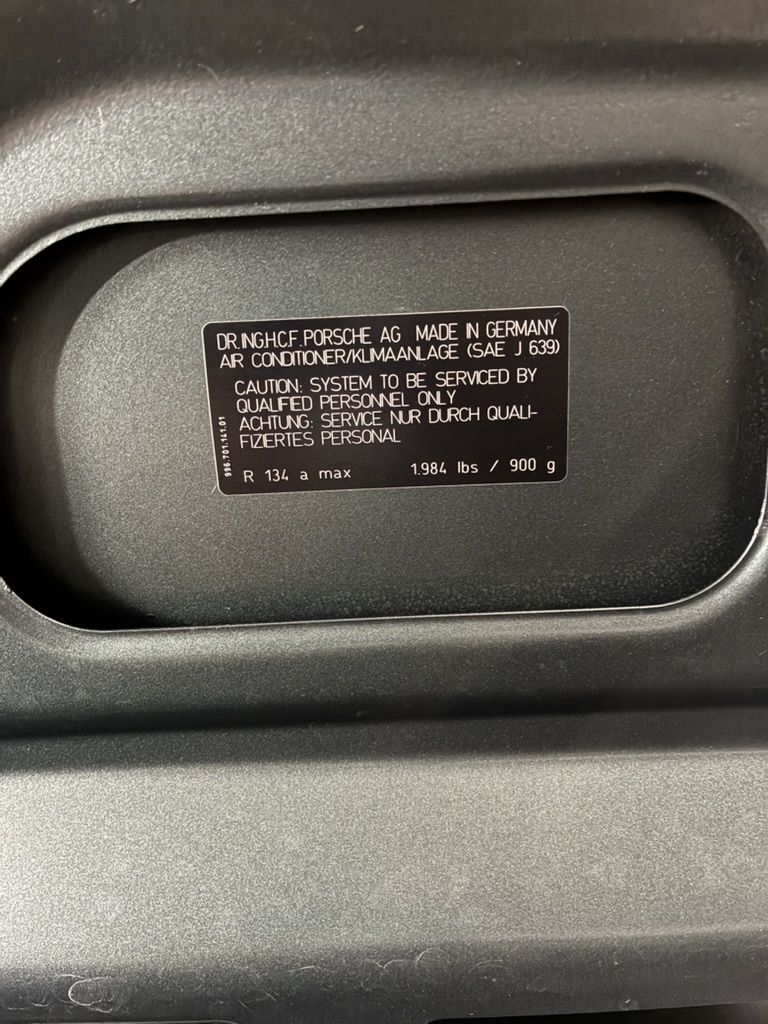 DR.ING.H.C.F. PORSCHE AG MADE IN GERMANY
AIR CONDITIONER/KLIMAANLAGE (SAE J 639)
CAUTION: SYSTEM TO BE SERVICED BY
QUALIFIED PERSONNEL ONLY
ACHTUNG: SERVICE NUR DURCH QUALI-
FIZIERTES PERSONAL
R 134 a max 1.984 lbs / 900 g
996.701.141.01